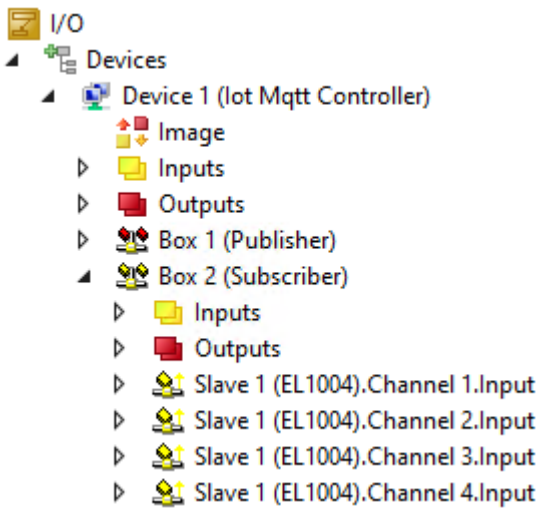 I/O
Devices
Device 1 (Iot Mqtt Controller)
Image
Inputs
Outputs
Box 1 (Publisher)
Box 2 (Subscriber)
Inputs
Outputs
Slave 1 (EL1004).Channel 1.Input
Slave 1 (EL1004).Channel 2.Input
Slave 1 (EL1004).Channel 3.Input
Slave 1 (EL1004).Channel 4.Input